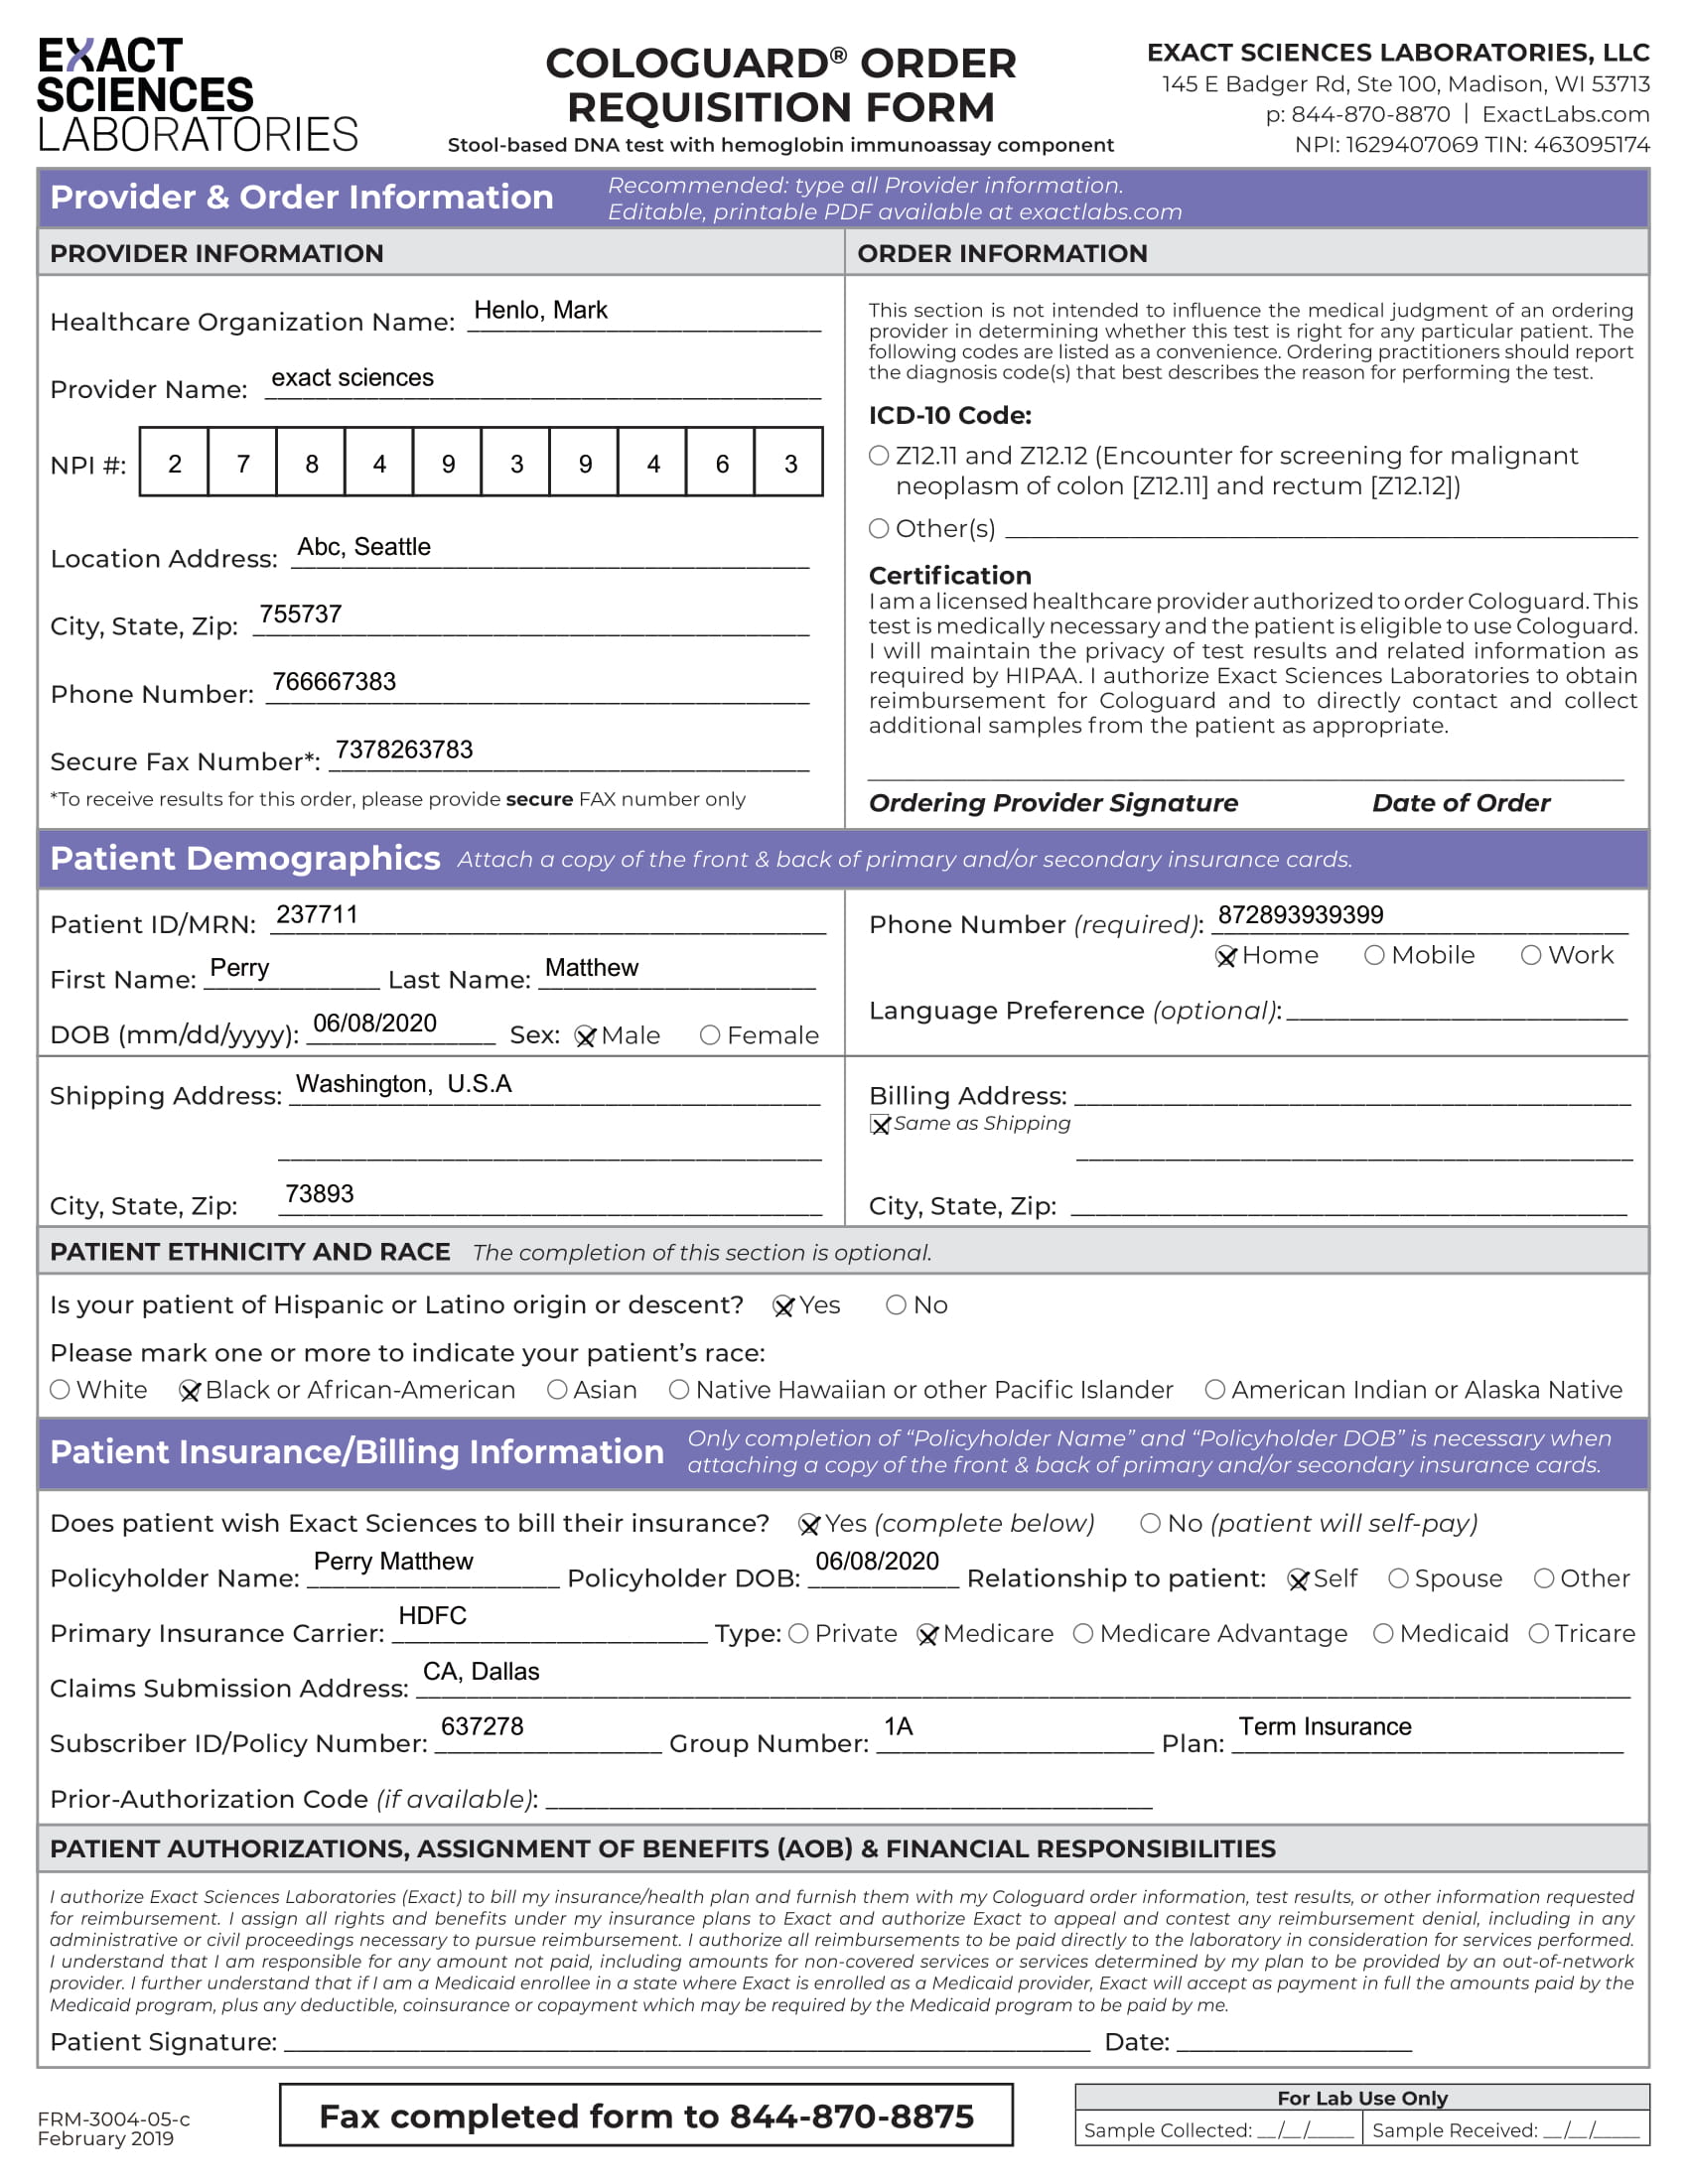 EXACT
SCIENCES
LABORATORIES
COLOGUARD® ORDER
REQUISITION FORM
Stool-based DNA test with hemoglobin immunoassay component
EXACT SCIENCES LABORATORIES, LLC
145 E Badger Rd, Ste 100, Madison, WI 53713
p: 844-870-8870 | ExactLabs.com
NPI: 1629407069 TIN: 463095174
Provider & Order Information
Recommended: type all Provider information.
Editable, printable PDF available at exactlabs.com
PROVIDER INFORMATION
Healthcare Organization Name: Henlo, Mark
Provider Name: exact sciences
NPI #: 2 7 8 4 9 3 9 4 6 3
Location Address: Abc, Seattle
City, State, Zip: 755737
Phone Number: 766667383
Secure Fax Number*: 7378263783
*To receive results for this order, please provide secure FAX number only
ORDER INFORMATION
This section is not intended to influence the medical judgment of an ordering
provider in determining whether this test is right for any particular patient. The
following codes are listed as a convenience. Ordering practitioners should report
the diagnosis code(s) that best describes the reason for performing the test.
ICD-10 Code:
Z12.11 and Z12.12 (Encounter for screening for malignant
neoplasm of colon [Z12.11] and rectum [Z12.12])
Other(s)
Certification
I am a licensed healthcare provider authorized to order Cologuard. This
test is medically necessary and the patient is eligible to use Cologuard.
I will maintain the privacy of test results and related information as
required by HIPAA. I authorize Exact Sciences Laboratories to obtain
reimbursement for Cologuard and to directly contact and collect
additional samples from the patient as appropriate.
Ordering Provider Signature Date of Order
Patient Demographics Attach a copy of the front & back of primary and/or secondary insurance cards.
Patient ID/MRN: 237711
First Name: Perry Last Name: Matthew
DOB (mm/dd/yyyy): 06/08/2020 Sex: Male Female
Phone Number (required): 872893939399
Home Mobile Work
Language Preference (optional):
Shipping Address: Washington, U.S.A
City, State, Zip: 73893
Billing Address:
Same as Shipping
City, State, Zip:
PATIENT ETHNICITY AND RACE The completion of this section is optional.
Is your patient of Hispanic or Latino origin or descent? Yes No
Please mark one or more to indicate your patient's race:
White Black or African-American Asian Native Hawaiian or other Pacific Islander American Indian or Alaska Native
Patient Insurance/Billing Information
Only completion of "Policyholder Name" and "Policyholder DOB" is necessary when
attaching a copy of the front & back of primary and/or secondary insurance cards.
Does patient wish Exact Sciences to bill their insurance? Yes (complete below) No (patient will self-pay)
Policyholder Name: Perry Matthew Policyholder DOB: 06/08/2020 Relationship to patient: Self Spouse Other
Primary Insurance Carrier: HDFC Type: Private Medicare Medicare Advantage Medicaid Tricare
Claims Submission Address: CA, Dallas
Subscriber ID/Policy Number: 637278 Group Number: 1A Plan: Term Insurance
Prior-Authorization Code (if available):
PATIENT AUTHORIZATIONS, ASSIGNMENT OF BENEFITS (AOB) & FINANCIAL RESPONSIBILITIES
I authorize Exact Sciences Laboratories (Exact) to bill my insurance/health plan and furnish them with my Cologuard order information, test results, or other information requested
for reimbursement. I assign all rights and benefits under my insurance plans to Exact and authorize Exact to appeal and contest any reimbursement denial, including in any
administrative or civil proceedings necessary to pursue reimbursement. I authorize all reimbursements to be paid directly to the laboratory in consideration for services performed.
I understand that I am responsible for any amount not paid, including amounts for non-covered services or services determined by my plan to be provided by an out-of-network
provider. I further understand that if I am a Medicaid enrollee in a state where Exact is enrolled as a Medicaid provider, Exact will accept as payment in full the amounts paid by the
Medicaid program, plus any deductible, coinsurance or copayment which may be required by the Medicaid program to be paid by me.
Patient Signature: Date:
FRM-3004-05-c
February 2019
Fax completed form to 844-870-8875
For Lab Use Only
Sample Collected: __/__/____ Sample Received: __/__/____